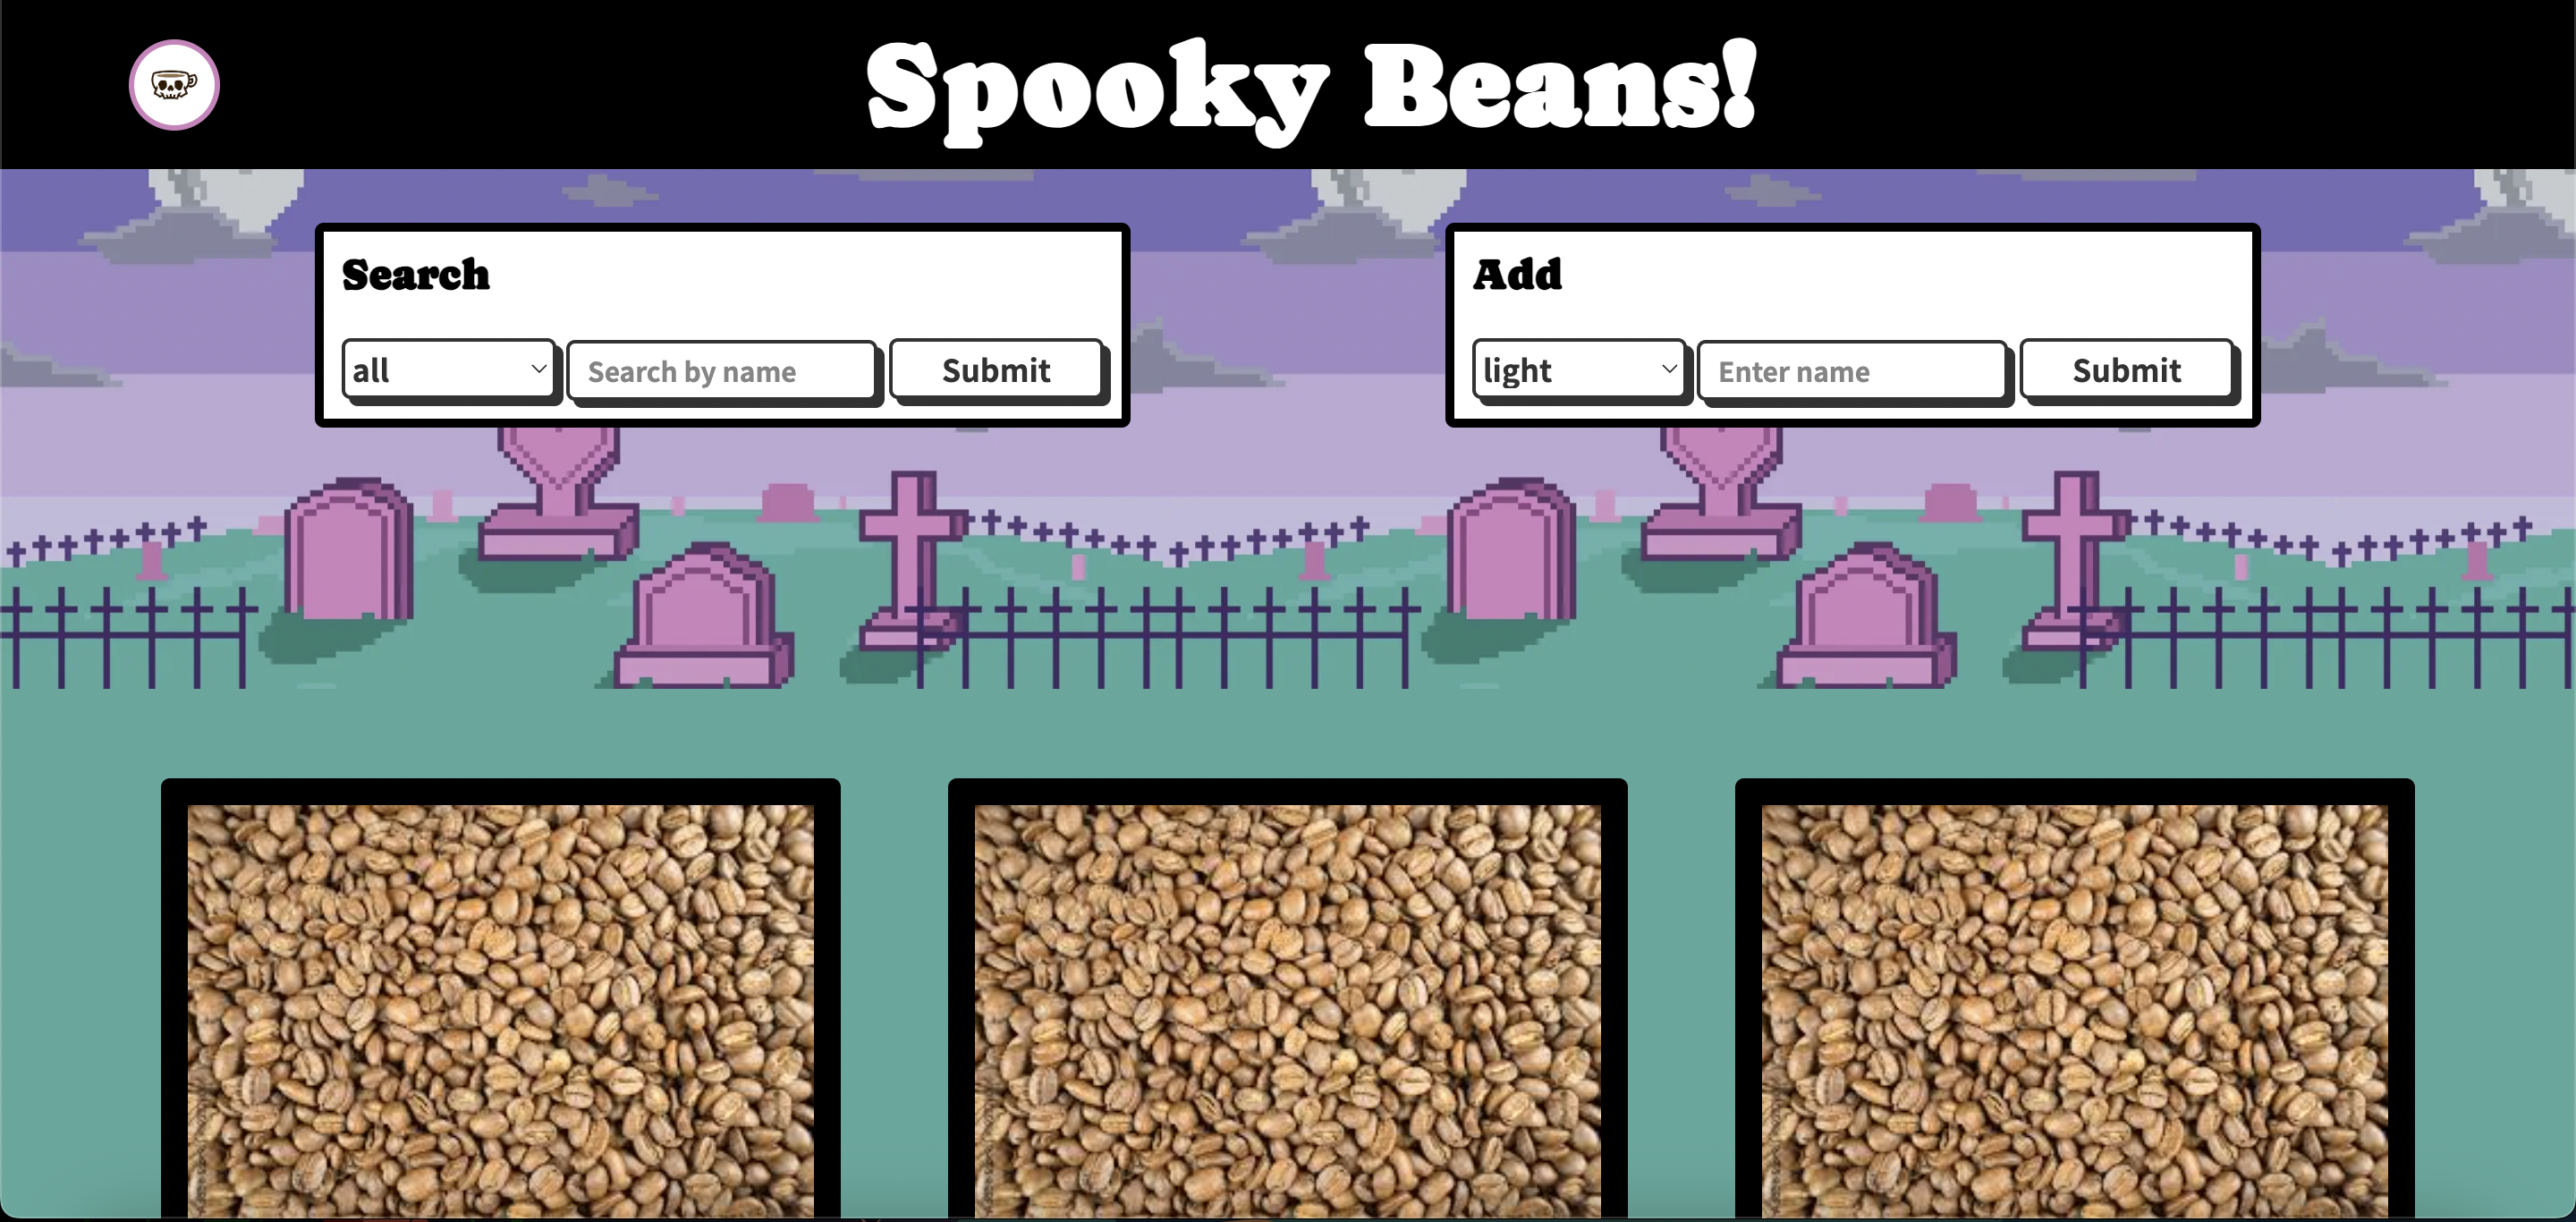 Spooky Beans!
Search
Add
all
Search by name
Submit
light
Enter name
Submit